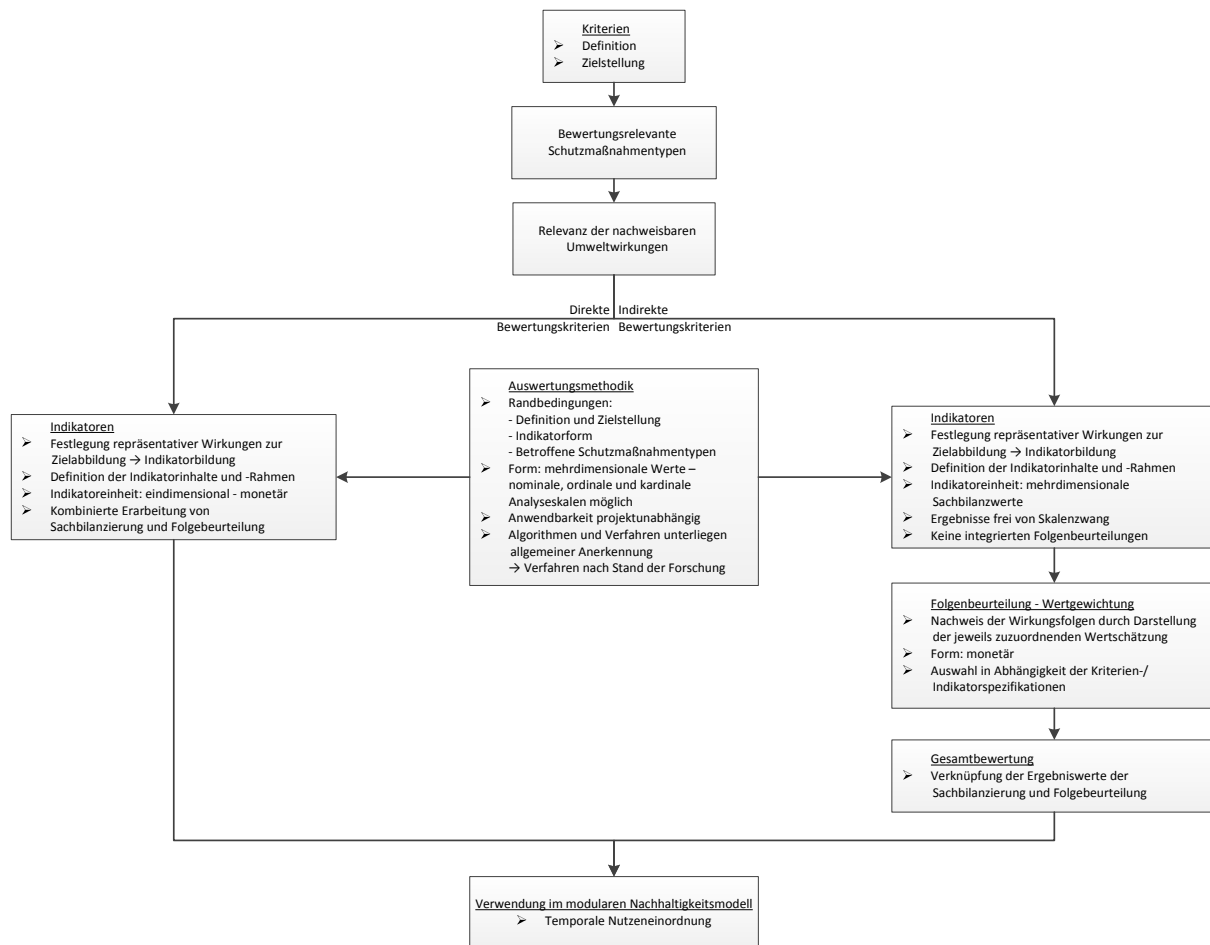 Kriterien
➢ Definition
➢ Zielstellung
Bewertungsrelevante
Schutzmaßnahmentypen
Relevanz der nachweisbaren
Umweltwirkungen
Direkte
Bewertungskriterien
Indirekte
Bewertungskriterien
Indikatoren
➢ Festlegung repräsentativer Wirkungen zur
Zielabbildung → Indikatorbildung
➢ Definition der Indikatorinhalte und -Rahmen
➢ Indikatoreinheit: eindimensional - monetär
➢ Kombinierte Erarbeitung von
Sachbilanzierung und Folgebeurteilung
Auswertungsmethodik
➢ Randbedingungen:
- Definition und Zielstellung
- Indikatorform
- Betroffene Schutzmaßnahmentypen
➢ Form: mehrdimensionale Werte –
nominale, ordinale und kardinale
Analyseskalen möglich
➢ Anwendbarkeit projektunabhängig
➢ Algorithmen und Verfahren unterliegen
allgemeiner Anerkennung
→ Verfahren nach Stand der Forschung
Indikatoren
➢ Festlegung repräsentativer Wirkungen zur
Zielabbildung → Indikatorbildung
➢ Definition der Indikatorinhalte und -Rahmen
➢ Indikatoreinheit: mehrdimensionale
Sachbilanzwerte
➢ Ergebnisse frei von Skalenzwang
➢ Keine integrierten Folgenbeurteilungen
Folgenbeurteilung - Wertgewichtung
➢ Nachweis der Wirkungsfolgen durch Darstellung
der jeweils zuzuordnenden Wertschätzung
➢ Form: monetär
➢ Auswahl in Abhängigkeit der Kriterien-/
Indikatorspezifikationen
Gesamtbewertung
➢ Verknüpfung der Ergebniswerte der
Sachbilanzierung und Folgebeurteilung
Verwendung im modularen Nachhaltigkeitsmodell
➢ Temporale Nutzeneinordnung